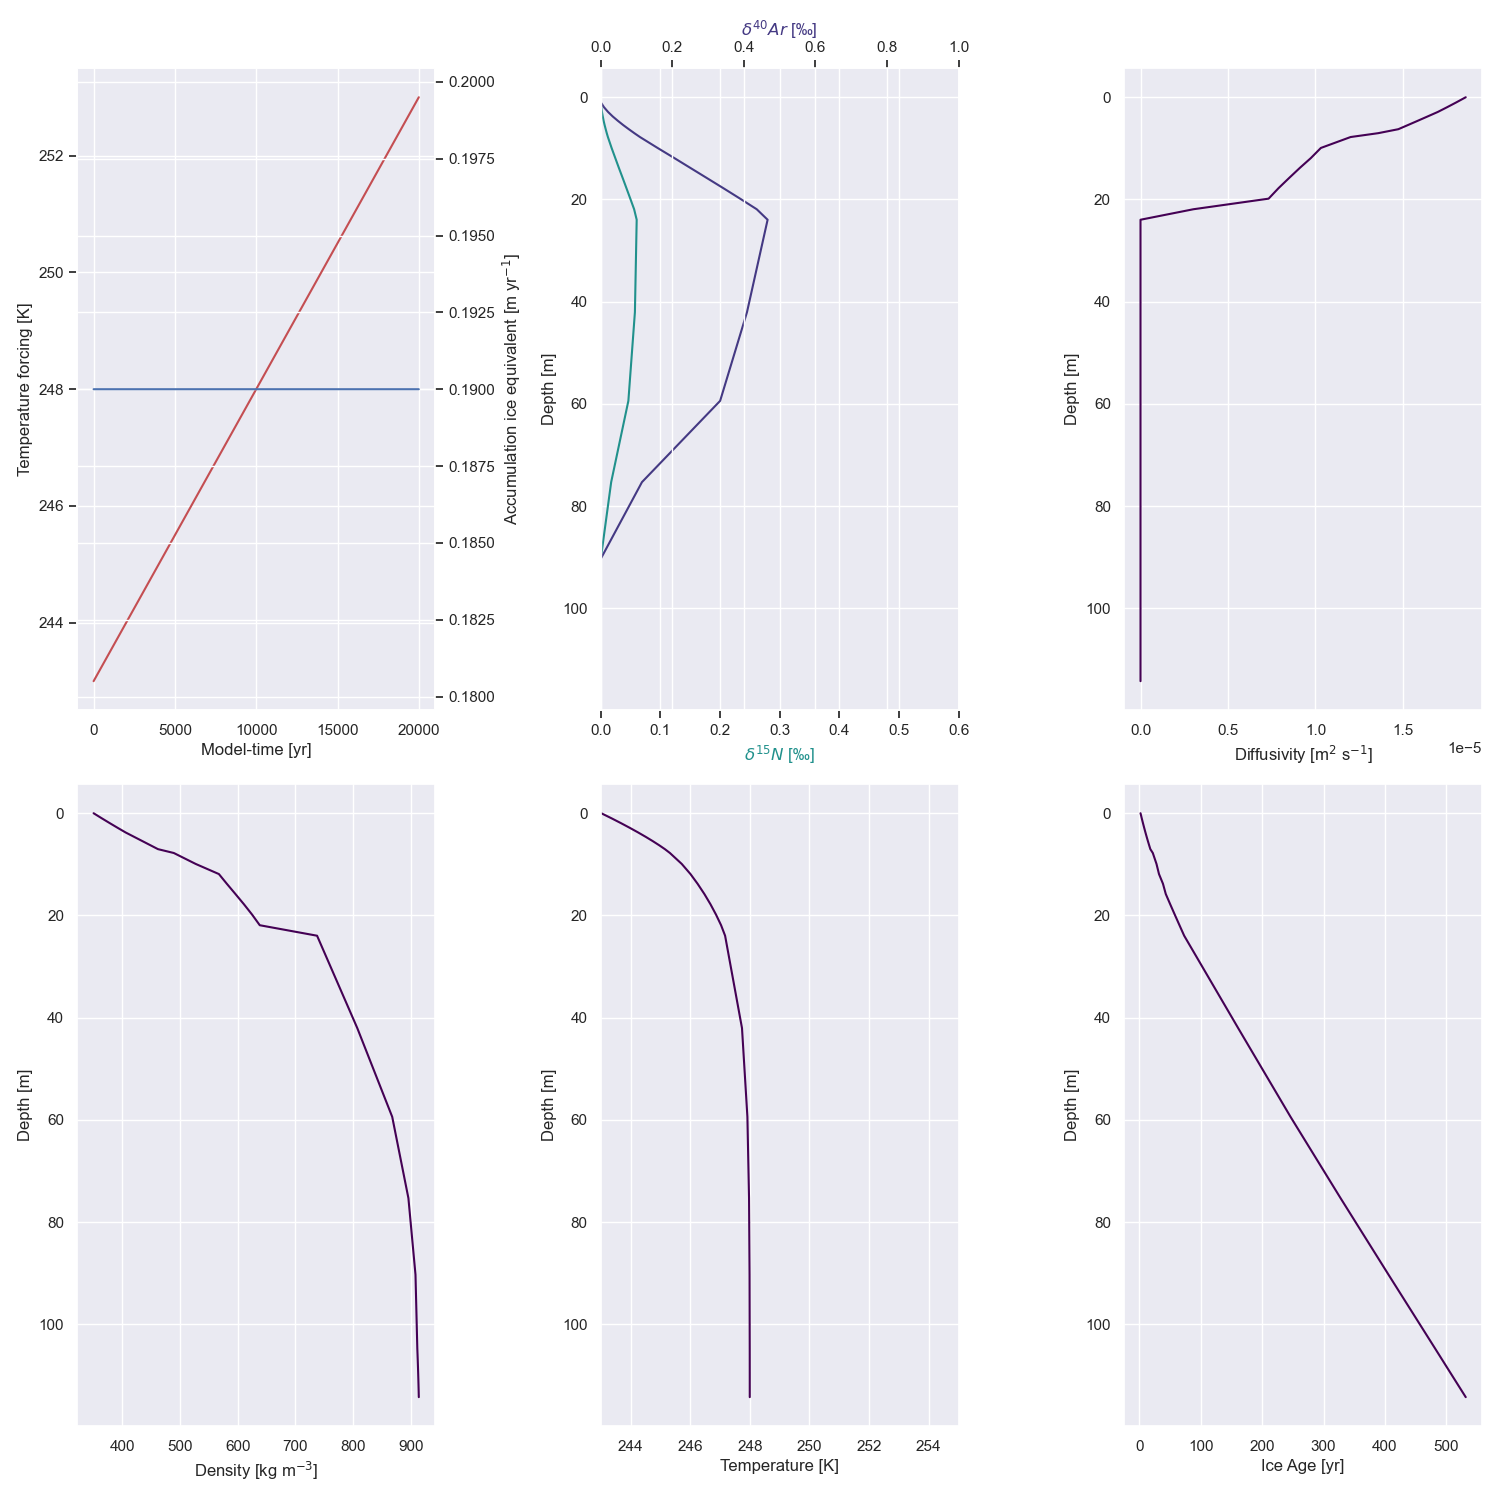 Temperature forcing [K]
252
250
248
246
244
0 5000 10000 15000 20000
Model-time [yr]
0.2000
0.1975
0.1950
0.1925
0.1900
0.1875
0.1850
0.1825
0.1800
Accumulation ice equivalent [m yr⁻¹]
δ⁴⁰Ar [‰]
0.0 0.2 0.4 0.6 0.8 1.0
Depth [m]
0
20
40
60
80
100
0.0 0.1 0.2 0.3 0.4 0.5 0.6
δ¹⁵N [‰]
Depth [m]
0
20
40
60
80
100
0.0 0.5 1.0 1.5
1e−5
Diffusivity [m² s⁻¹]
Depth [m]
0
20
40
60
80
100
400 500 600 700 800 900
Density [kg m⁻³]
Depth [m]
0
20
40
60
80
100
244 246 248 250 252 254
Temperature [K]
Depth [m]
0
20
40
60
80
100
0 100 200 300 400 500
Ice Age [yr]